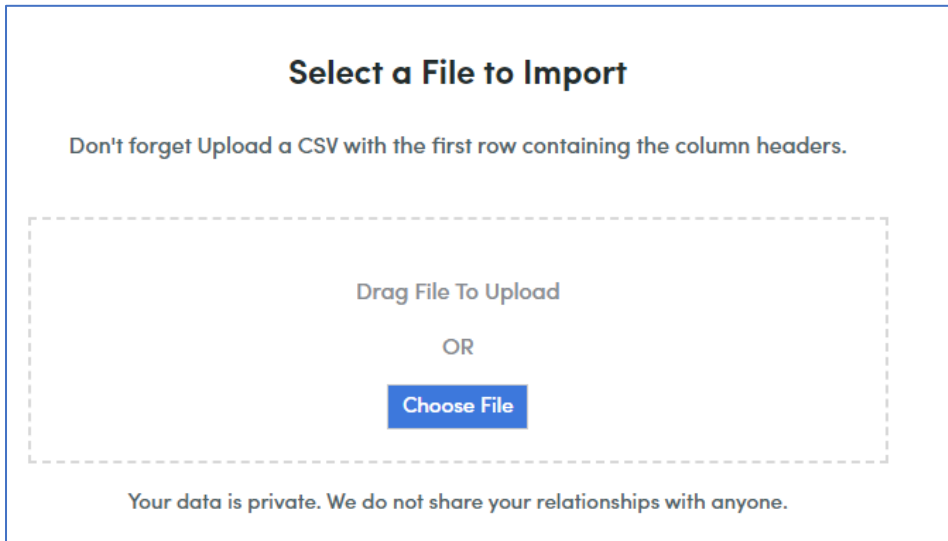 Select a File to Import
Don't forget Upload a CSV with the first row containing the column headers.
Drag File To Upload
OR
Choose File
Your data is private. We do not share your relationships with anyone.